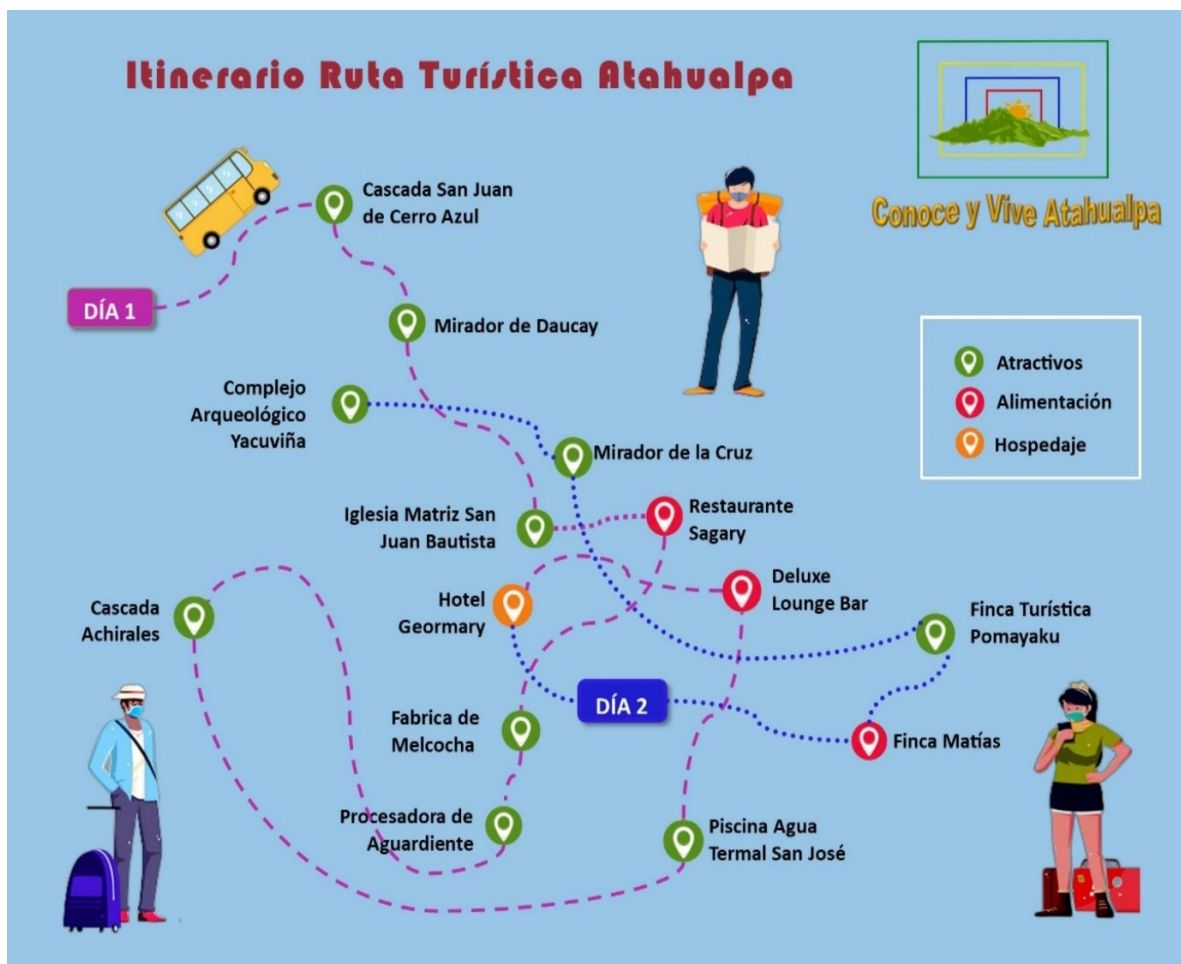 Itinerario Ruta Turística Atahualpa
Conoce y Vive Atahualpa
Cascada San Juan
de Cerro Azul
DÍA 1
Mirador de Daucay
Atractivos
Alimentación
Hospedaje
Complejo
Arqueológico
Yacuviña
Mirador de la Cruz
Iglesia Matriz San
Juan Bautista
Restaurante
Sagary
Hotel
Geormary
Deluxe
Lounge Bar
Cascada
Achirales
Finca Turística
Pomayaku
DÍA 2
Fabrica de
Melcocha
Finca Matías
Procesadora de
Aguardiente
Piscina Agua
Termal San José